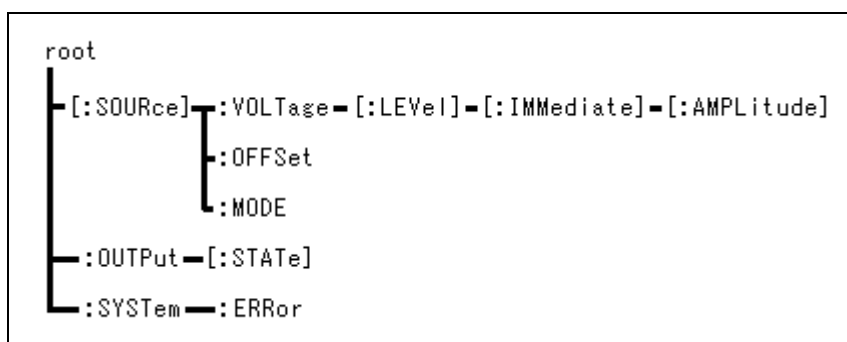 root
[:SOURce] :VOLTage [:LEVel] [:IMMediate] [:AMPLitude]
:OFFSet
:MODE
:OUTPut [:STATe]
:SYSTem :ERRor